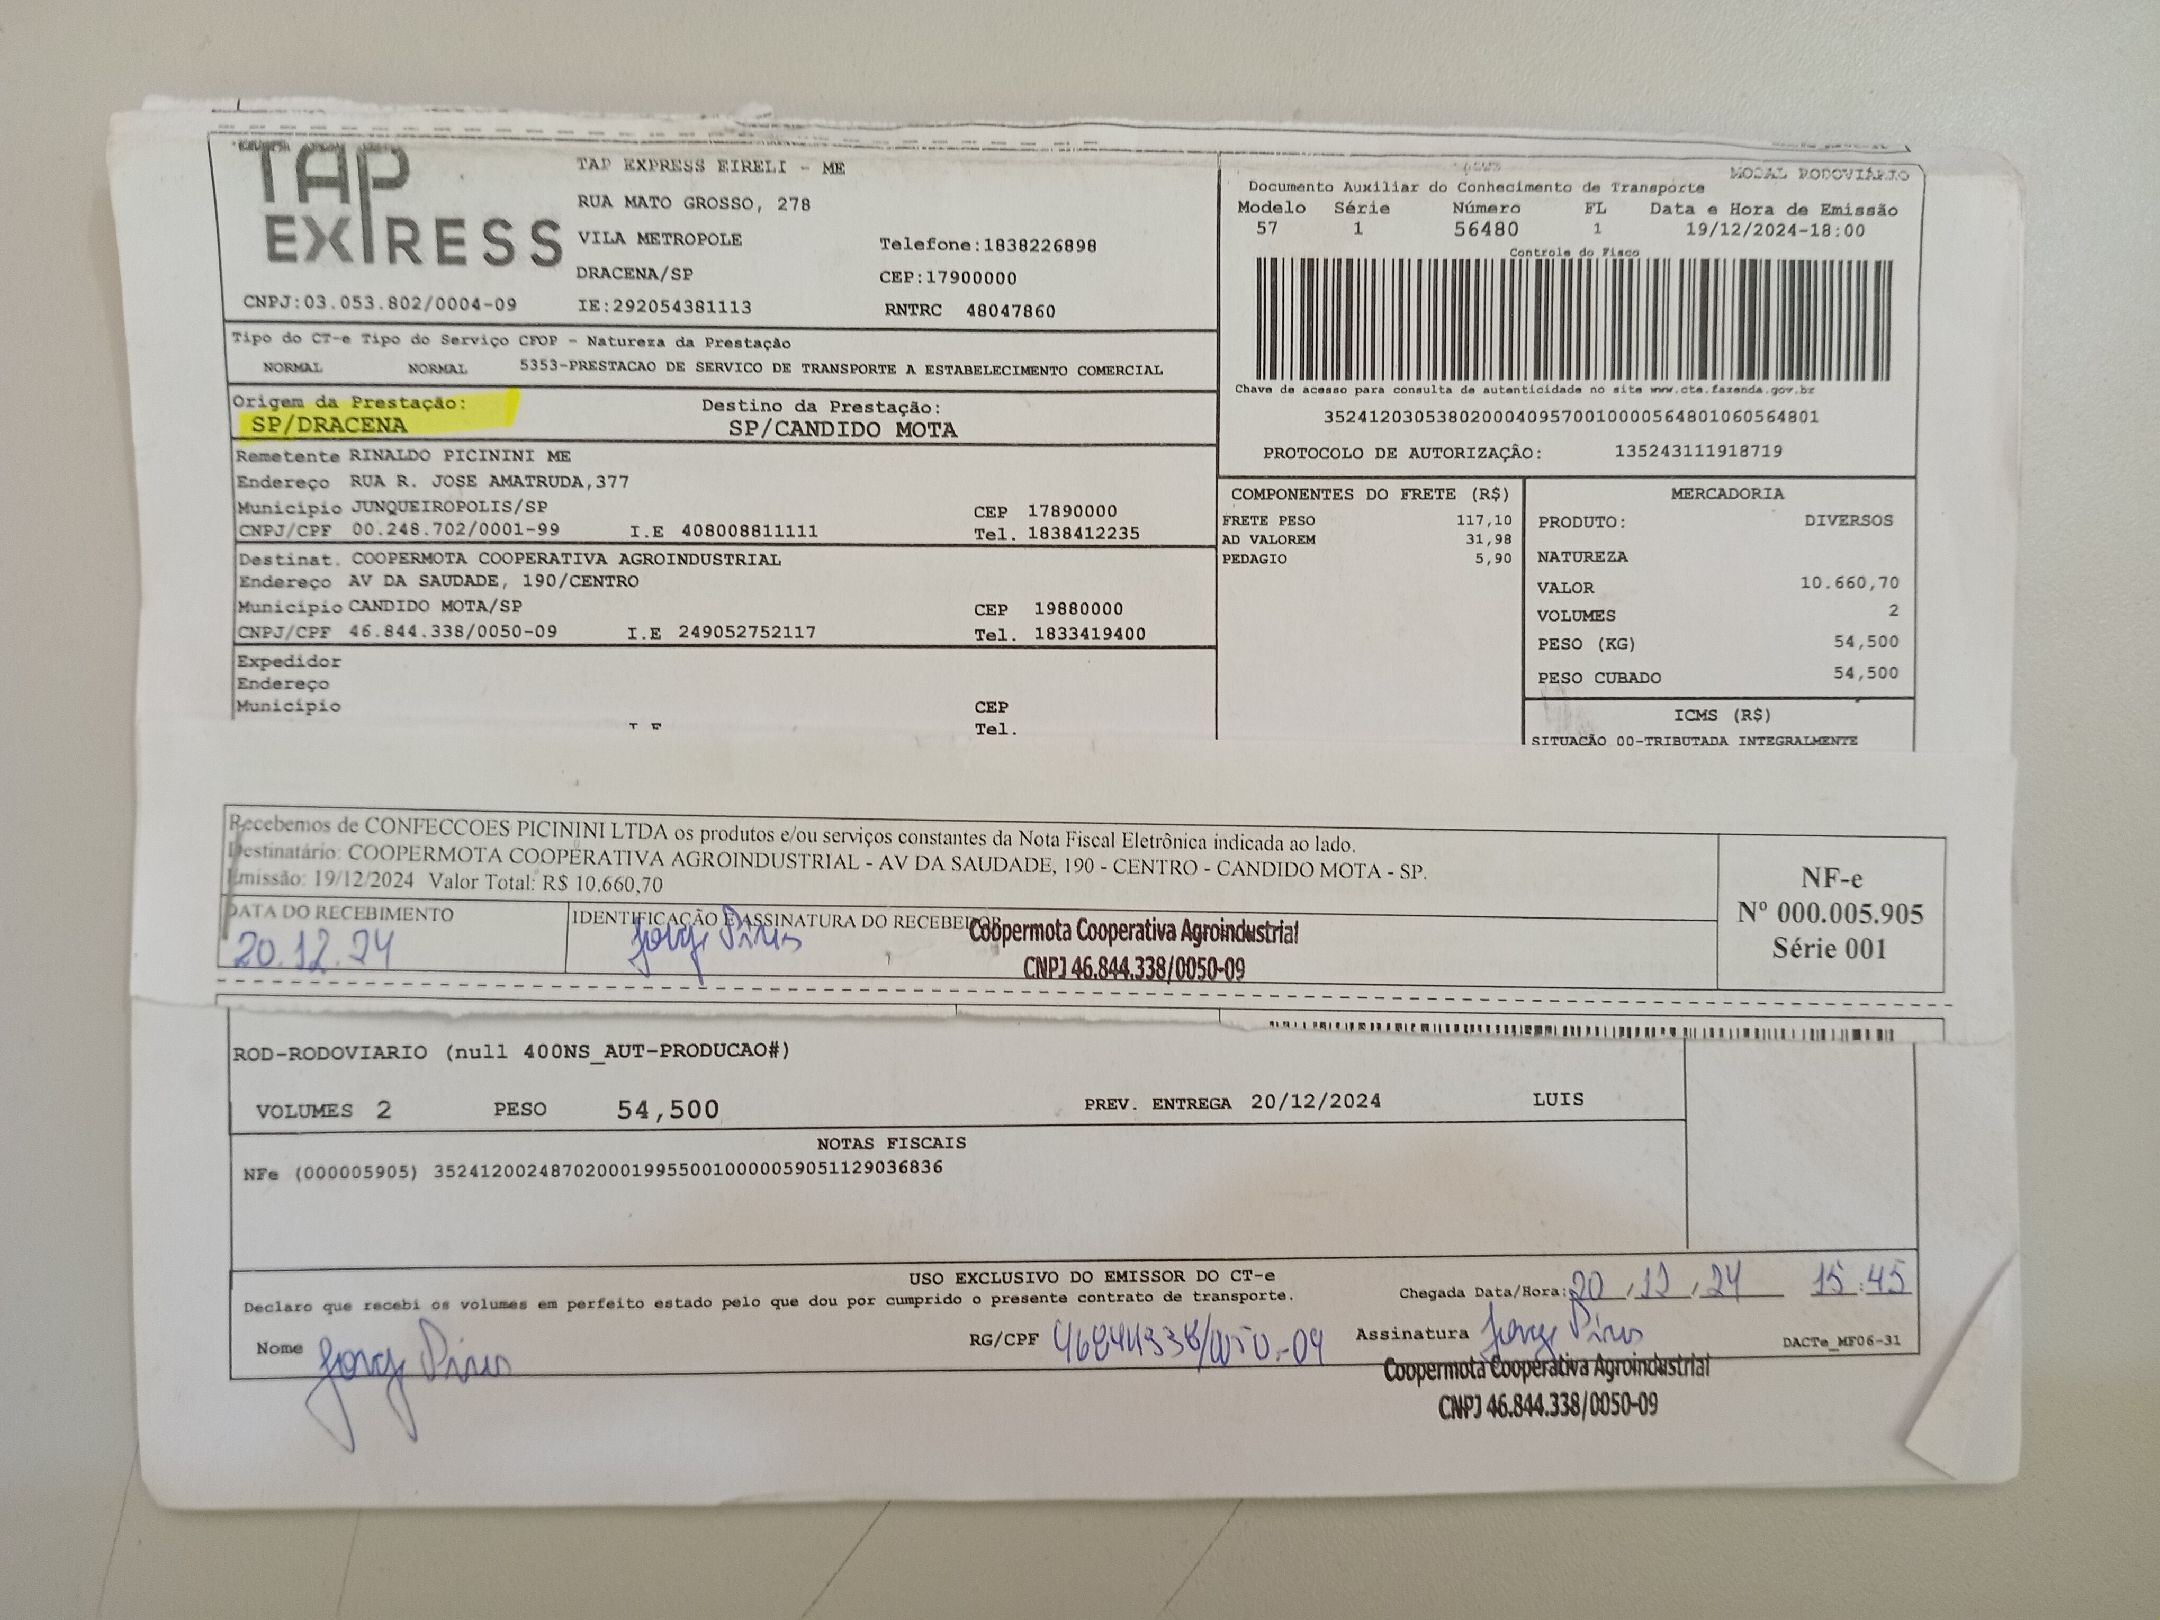 TAP
EXPRESS
TAP EXPRESS EIRELI - ME
RUA MATO GROSSO, 278
VILA METROPOLE Telefone:1838226898
DRACENA/SP CEP:17900000
CNPJ:03.053.802/0004-09 IE:292054381113 RNTRC 48047860
MODAL RODOVIÁRIO
Documento Auxiliar do Conhecimento de Transporte
Modelo Série Número FL Data e Hora de Emissão
57 1 56480 1 19/12/2024-18:00
Controle do Fisco
Chave de acesso para consulta de autenticidade no site www.cte.fazenda.gov.br
35241203053802000409570010000564801060564801
PROTOCOLO DE AUTORIZAÇÃO: 135243111918719
Tipo do CT-e Tipo do Serviço CFOP - Natureza da Prestação
NORMAL NORMAL 5353-PRESTACAO DE SERVICO DE TRANSPORTE A ESTABELECIMENTO COMERCIAL
Origem da Prestação: Destino da Prestação:
SP/DRACENA SP/CANDIDO MOTA
Remetente RINALDO PICININI ME
Endereço RUA R. JOSE AMATRUDA,377
Município JUNQUEIROPOLIS/SP CEP 17890000
CNPJ/CPF 00.248.702/0001-99 I.E 408008811111 Tel. 1838412235
Destinat. COOPERMOTA COOPERATIVA AGROINDUSTRIAL
Endereço AV DA SAUDADE, 190/CENTRO
Município CANDIDO MOTA/SP CEP 19880000
CNPJ/CPF 46.844.338/0050-09 I.E 249052752117 Tel. 1833419400
Expedidor
Endereço
Município CEP
Tel.
COMPONENTES DO FRETE (R$)
FRETE PESO 117,10
AD VALOREM 31,98
PEDAGIO 5,90
MERCADORIA
PRODUTO: DIVERSOS
NATUREZA
VALOR 10.660,70
VOLUMES 2
PESO (KG) 54,500
PESO CUBADO 54,500
ICMS (R$)
SITUACÃO 00-TRIBUTADA INTEGRALMENTE
Recebemos de CONFECCOES PICININI LTDA os produtos e/ou serviços constantes da Nota Fiscal Eletrônica indicada ao lado.
Destinatário: COOPERMOTA COOPERATIVA AGROINDUSTRIAL - AV DA SAUDADE, 190 - CENTRO - CANDIDO MOTA - SP.
Emissão: 19/12/2024 Valor Total: R$ 10.660,70
DATA DO RECEBIMENTO IDENTIFICAÇÃO E ASSINATURA DO RECEBEDOR
20.12.24
Coopermota Cooperativa Agroindustrial
CNPJ 46.844.338/0050-09
NF-e
Nº 000.005.905
Série 001
ROD-RODOVIARIO (null 400NS_AUT-PRODUCAO#)
VOLUMES 2 PESO 54,500 PREV. ENTREGA 20/12/2024 LUIS
NOTAS FISCAIS
NFe (000005905) 35241200248702000199550010000059051129036836
USO EXCLUSIVO DO EMISSOR DO CT-e
Declaro que recebi os volumes em perfeito estado pelo que dou por cumprido o presente contrato de transporte.
Chegada Data/Hora: 20/12/24 15:45
Nome RG/CPF 46844338/0050-09 Assinatura DACTe_MF06-31
Coopermota Cooperativa Agroindustrial
CNPJ 46.844.338/0050-09